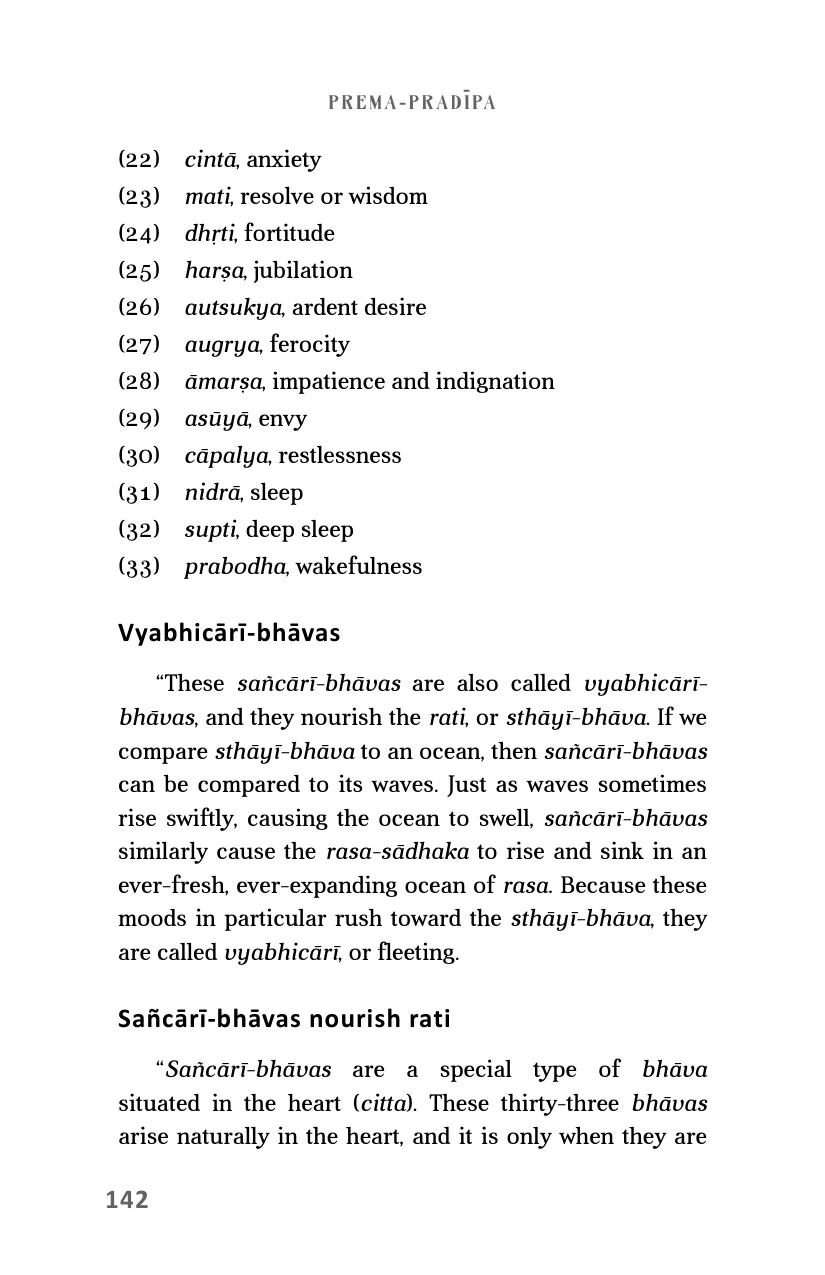 PREMA-PRADĪPA
(22) cintā, anxiety
(23) mati, resolve or wisdom
(24) dhṛti, fortitude
(25) harṣa, jubilation
(26) autsukya, ardent desire
(27) augrya, ferocity
(28) āmarṣa, impatience and indignation
(29) asūyā, envy
(30) cāpalya, restlessness
(31) nidrā, sleep
(32) supti, deep sleep
(33) prabodha, wakefulness
Vyabhicārī-bhāvas
“These sañcārī-bhāvas are also called vyabhicārī-
bhāvas, and they nourish the rati, or sthāyī-bhāva. If we
compare sthāyī-bhāva to an ocean, then sañcārī-bhāvas
can be compared to its waves. Just as waves sometimes
rise swiftly, causing the ocean to swell, sañcārī-bhāvas
similarly cause the rasa-sādhaka to rise and sink in an
ever-fresh, ever-expanding ocean of rasa. Because these
moods in particular rush toward the sthāyī-bhāva, they
are called vyabhicārī, or fleeting.
Sañcārī-bhāvas nourish rati
“Sañcārī-bhāvas are a special type of bhāva
situated in the heart (citta). These thirty-three bhāvas
arise naturally in the heart, and it is only when they are
142